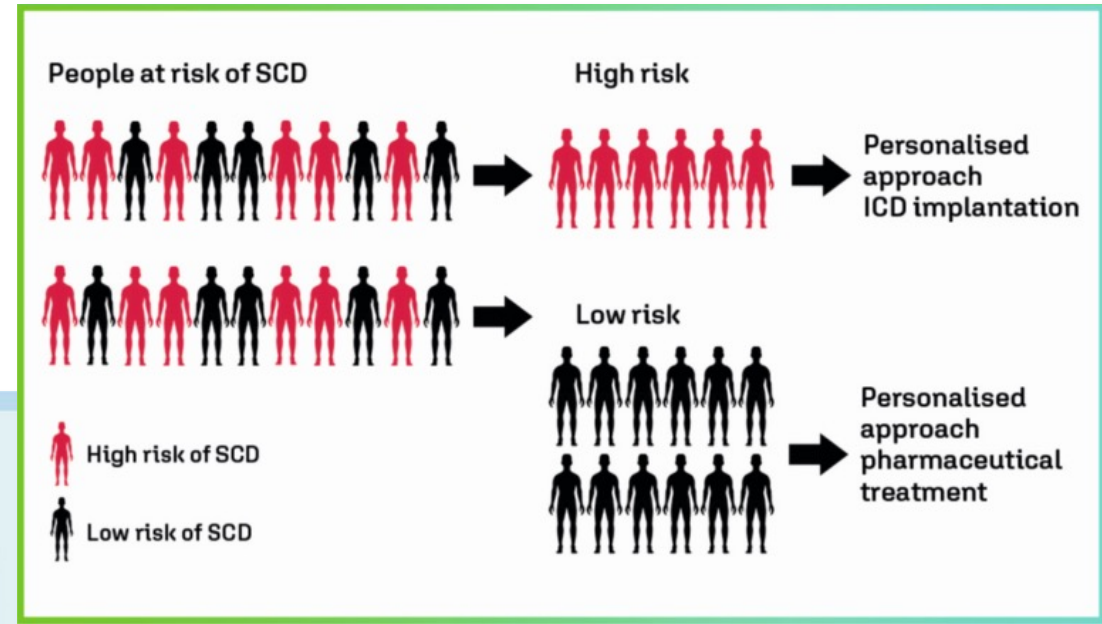 People at risk of SCD
High risk
Personalised
approach
ICD implantation
Low risk
Personalised
approach
pharmaceutical
treatment
High risk of SCD
Low risk of SCD